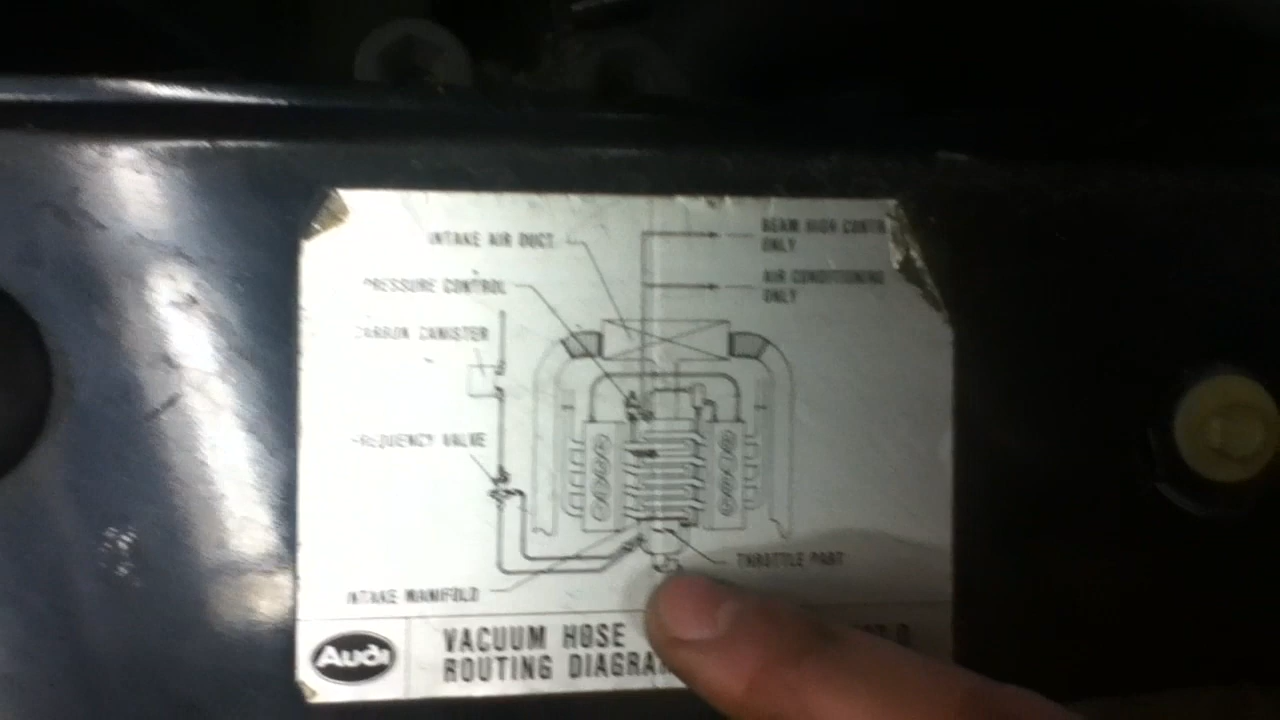 INTAKE AIR DUCT
BEAM HIGH CONTR
ONLY
PRESSURE CONTROL
AIR CONDITIONING
ONLY
CARBON CANISTER
FREQUENCY VALVE
THROTTLE PART
INTAKE MANIFOLD
Audi
VACUUM HOSE
ROUTING DIAGRAM